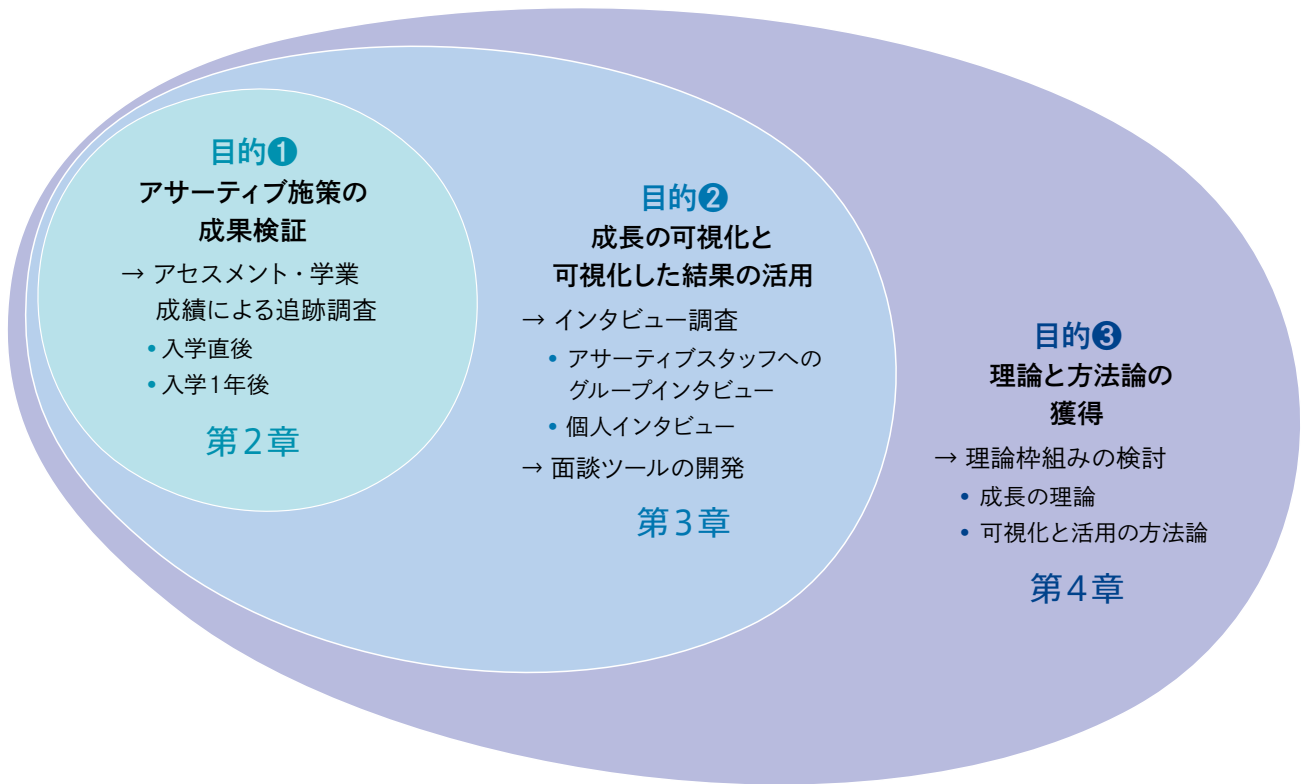 目的❶
アサーティブ施策の
成果検証
→ アセスメント・学業
成績による追跡調査
• 入学直後
• 入学1年後
第2章
目的❷
成長の可視化と
可視化した結果の活用
→ インタビュー調査
• アサーティブスタッフへの
グループインタビュー
• 個人インタビュー
→ 面談ツールの開発
第3章
目的❸
理論と方法論の
獲得
→ 理論枠組みの検討
• 成長の理論
• 可視化と活用の方法論
第4章